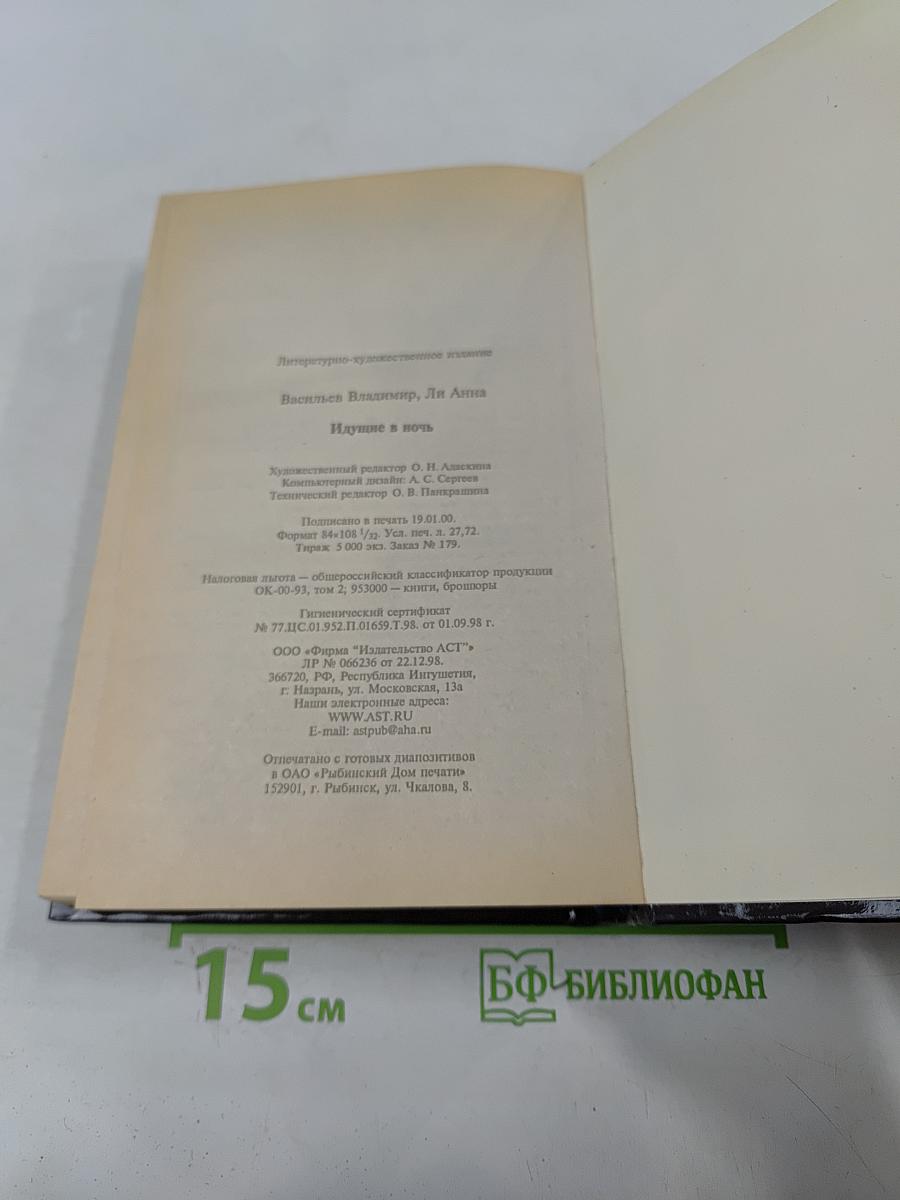 Литературно-художественное издание
Васильев Владимир, Ли Анна
Идущие в ночь
Художественный редактор О. Н. Адаскина
Компьютерный дизайн: А. С. Сергеев
Технический редактор О. В. Панкрашина
Подписано в печать 19.01.00.
Формат 84×108 1/32. Усл. печ. л. 27,72.
Тираж 5 000 экз. Заказ № 179.
Налоговая льгота — общероссийский классификатор продукции
ОК-00-93, том 2; 953000 — книги, брошюры
Гигиенический сертификат
№ 77.ЦС.01.952.П.01659.Т.98. от 01.09.98 г.
ООО «Фирма “Издательство АСТ”»
ЛР № 066236 от 22.12.98.
366720, РФ, Республика Ингушетия,
г. Назрань, ул. Московская, 13а
Наши электронные адреса:
WWW.AST.RU
E-mail: astpub@aha.ru
Отпечатано с готовых диапозитивов
в ОАО «Рыбинский Дом печати»
152901, г. Рыбинск, ул. Чкалова, 8.
15 см
БФ БИБЛИОФАН